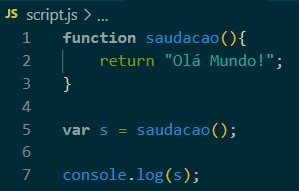 JS script.js > ...
1 function saudacao(){
2     return "Olá Mundo!";
3 }
4
5 var s = saudacao();
6
7 console.log(s);